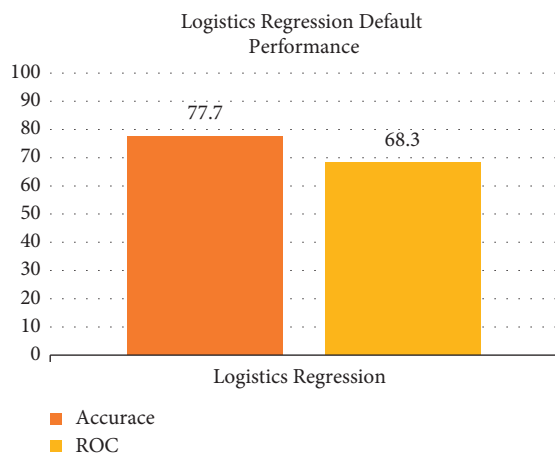 Logistics Regression Default
Performance
100
90
80
70
60
50
40
30
20
10
0
77.7
68.3
Logistics Regression
Accurace
ROC